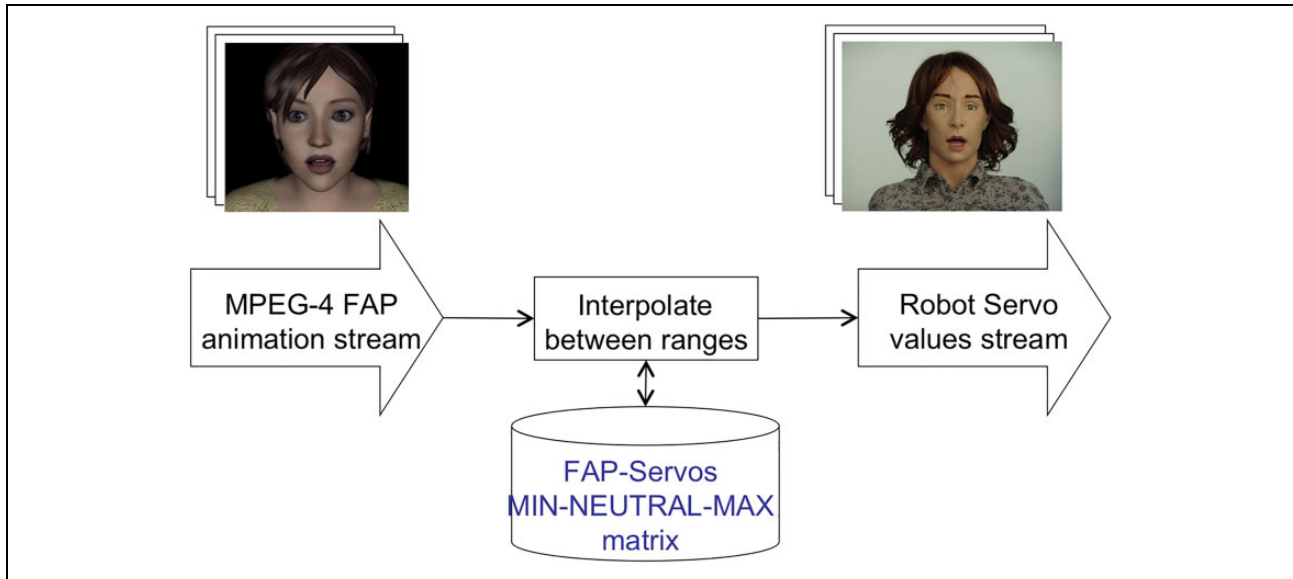 MPEG-4 FAP
animation stream
Interpolate
between ranges
Robot Servo
values stream
FAP-Servos
MIN-NEUTRAL-MAX
matrix